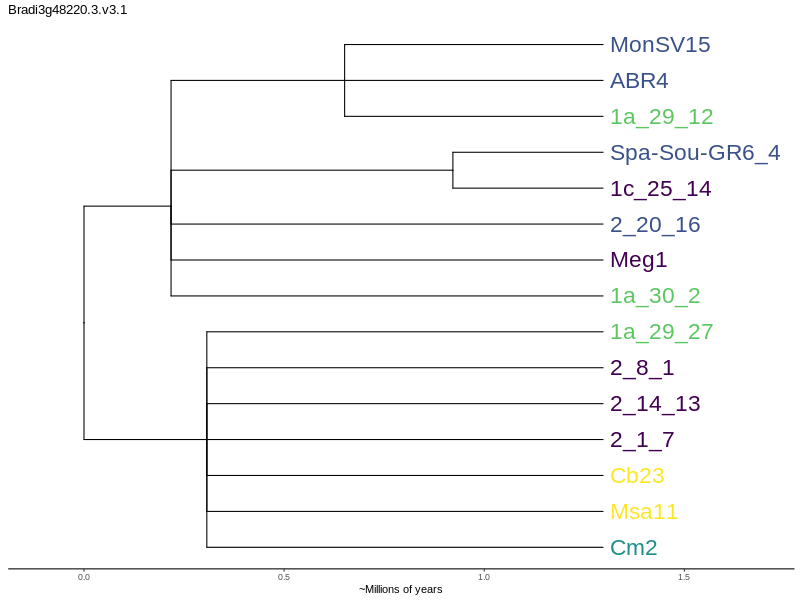 Bradi3g48220.3.v3.1
MonSV15
ABR4
1a_29_12
Spa-Sou-GR6_4
1c_25_14
2_20_16
Meg1
1a_30_2
1a_29_27
2_8_1
2_14_13
2_1_7
Cb23
Msa11
Cm2
0.0 0.5 1.0 1.5
~Millions of years